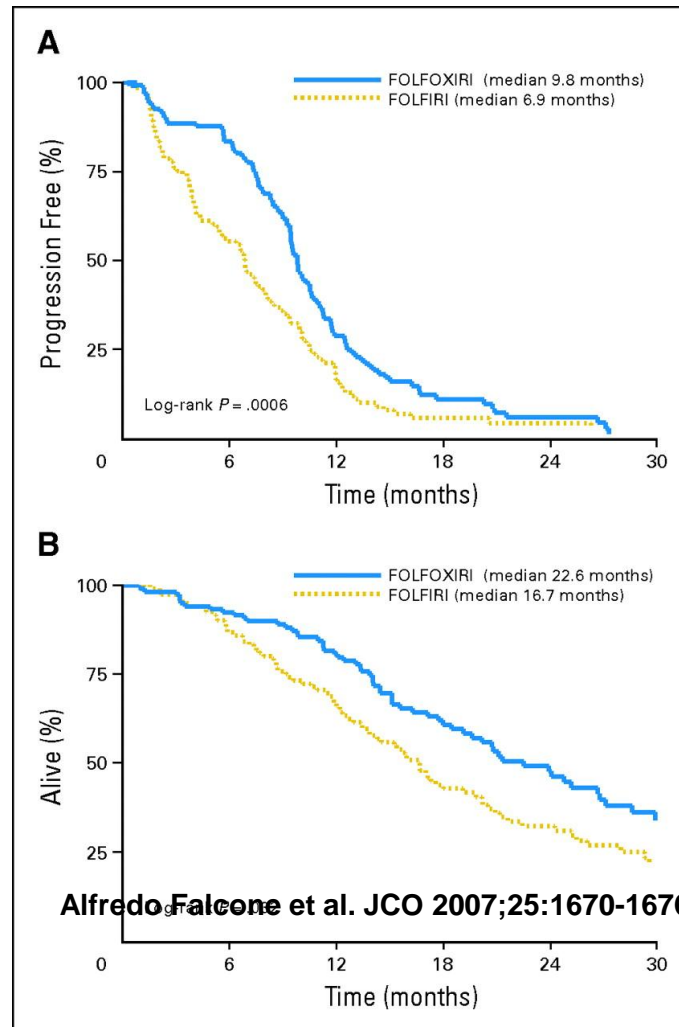 A
100
75
50
25
0
6
12
18
24
30
Progression Free (%)
Time (months)
FOLFOXIRI (median 9.8 months)
FOLFIRI (median 6.9 months)
Log-rank P = .0006
B
100
75
50
25
0
6
12
18
24
30
Alive (%)
Time (months)
FOLFOXIRI (median 22.6 months)
FOLFIRI (median 16.7 months)
Alfredo Falcone et al. JCO 2007;25:1670-1676